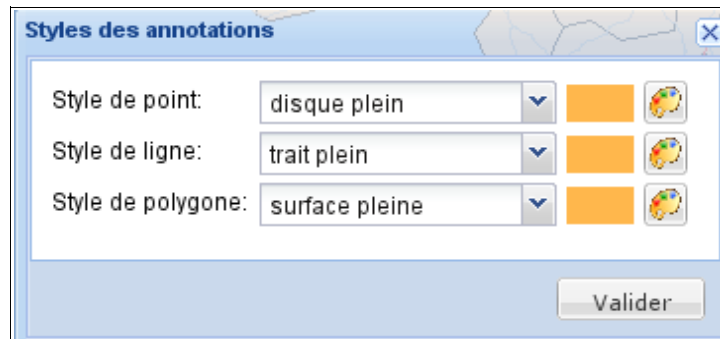 Styles des annotations
Style de point: disque plein
Style de ligne: trait plein
Style de polygone: surface pleine
Valider